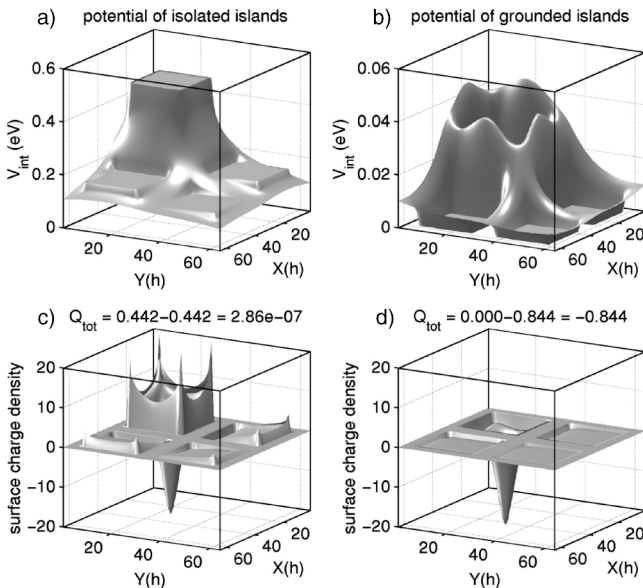 a) potential of isolated islands
b) potential of grounded islands
0.6
0.4
0.2
0
V_int (eV)
20
40
60
Y(h)
60
40
20
X(h)
0.06
0.04
0.02
0
V_int (eV)
20
40
60
Y(h)
60
40
20
X(h)
c) Q_tot = 0.442−0.442 = 2.86e−07
d) Q_tot = 0.000−0.844 = −0.844
20
10
0
−10
−20
surface charge density
20
40
60
Y(h)
60
40
20
X(h)
20
10
0
−10
−20
surface charge density
20
40
60
Y(h)
60
40
20
X(h)